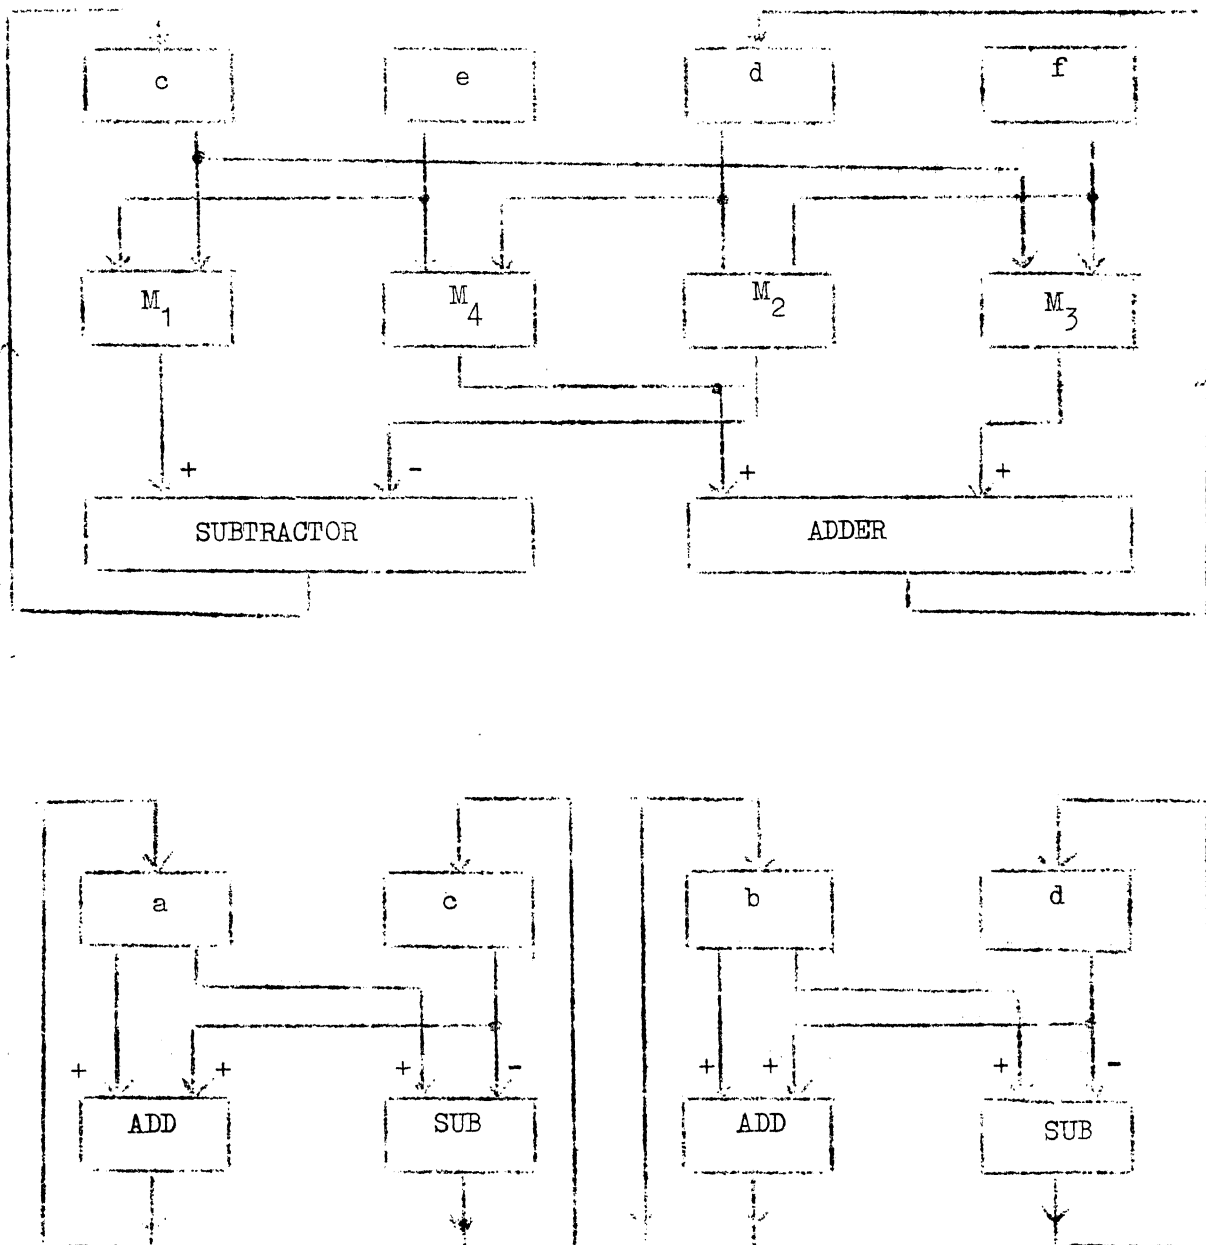 c e d f
M1 M4 M2 M3
+ - + +
SUBTRACTOR ADDER
a c b d
+ + + - + + + -
ADD SUB ADD SUB